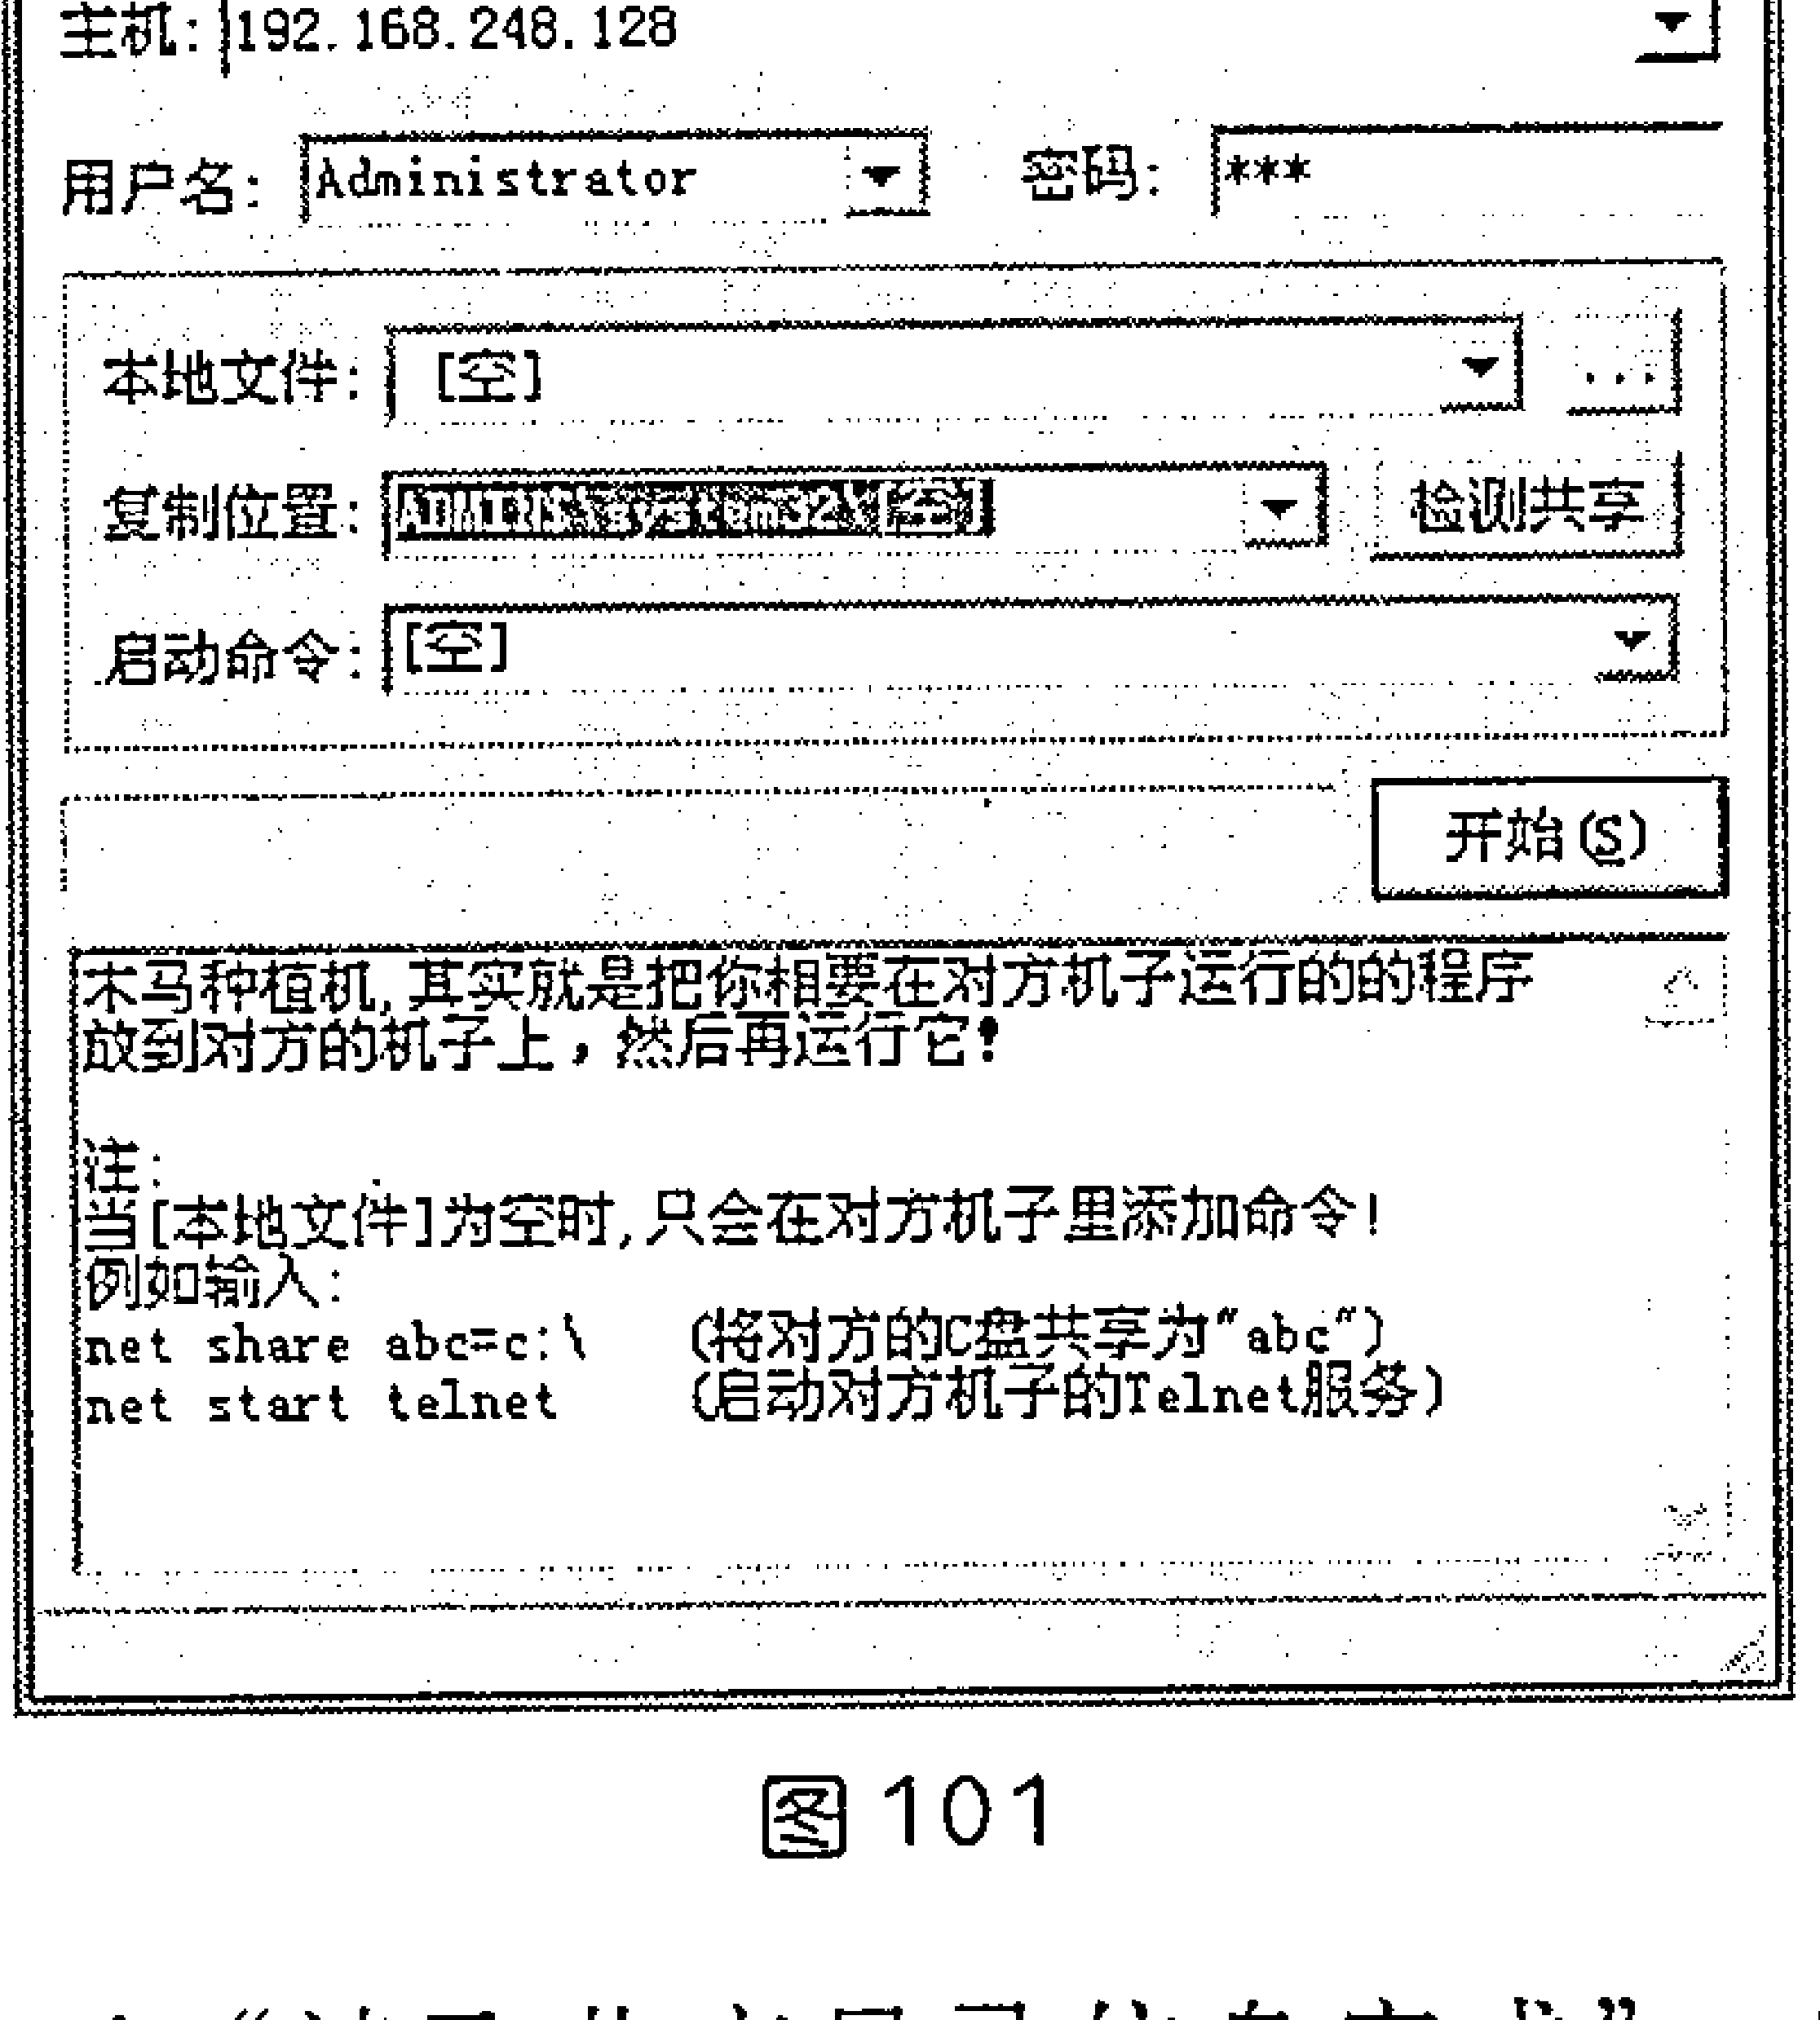 主机: 192.168.248.128
用户名: Administrator 密码: ***
本地文件: [空] ...
复制位置: ADMIN$\system32\[空] 检测共享
启动命令: [空]
开始(S)
木马种植机,其实就是把你相要在对方机子运行的的程序
放到对方的机子上，然后再运行它!
注:
当[本地文件]为空时,只会在对方机子里添加命令!
例如输入:
net share abc=c:\ (将对方的C盘共享为"abc")
net start telnet (启动对方机子的Telnet服务)
图101